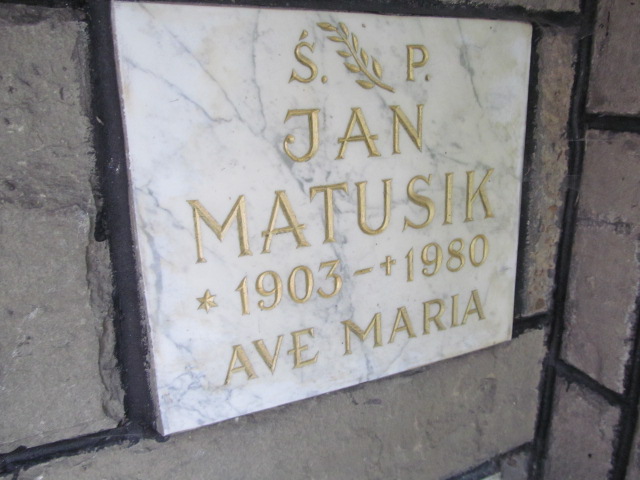 Ś. P.
JAN
MATUSIK
* 1903 - + 1980
AVE MARIA